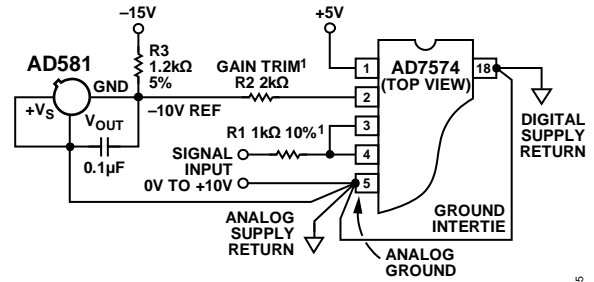 –15V
+5V
R3
1.2kΩ
5%
AD581
GND
GAIN TRIM1
R2 2kΩ
1
AD7574
(TOP VIEW)
18
+VS
–10V REF
2
VOUT
R1 1kΩ 10%1
3
DIGITAL
SUPPLY
RETURN
0.1µF
SIGNAL
INPUT
4
0V TO +10V
5
ANALOG
SUPPLY
RETURN
GROUND
INTERTIE
ANALOG
GROUND
5